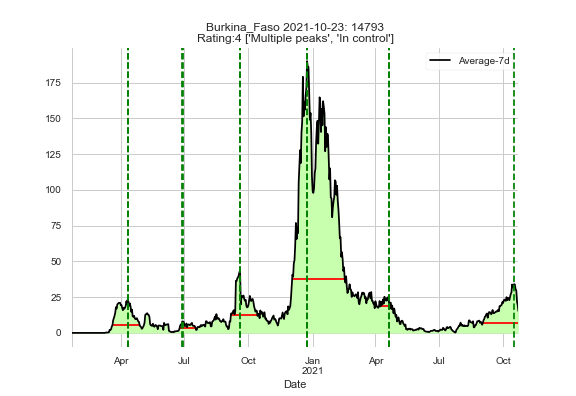 Burkina_Faso 2021-10-23: 14793
Rating:4 ['Multiple peaks', 'In control']
Average-7d
175
150
125
100
75
50
25
0
Apr
Jul
Oct
Jan
2021
Apr
Jul
Oct
Date